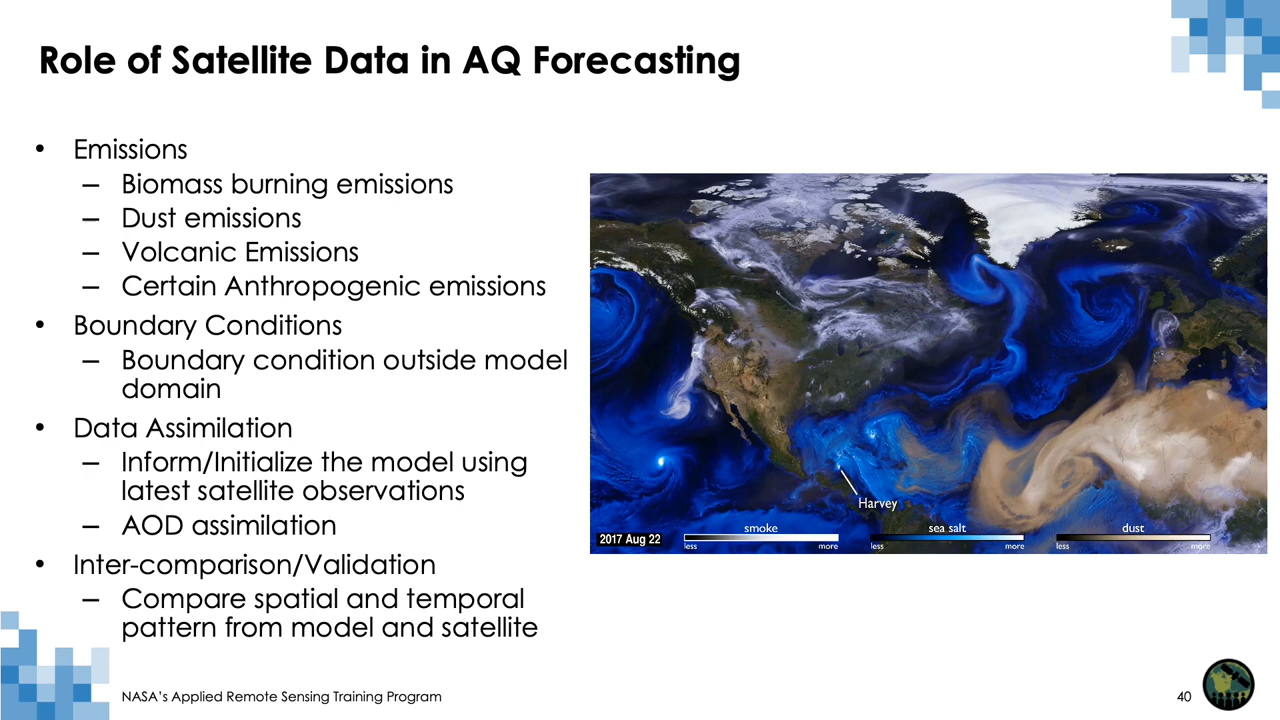 Role of Satellite Data in AQ Forecasting
• Emissions
– Biomass burning emissions
– Dust emissions
– Volcanic Emissions
– Certain Anthropogenic emissions
• Boundary Conditions
– Boundary condition outside model
domain
• Data Assimilation
– Inform/Initialize the model using
latest satellite observations
– AOD assimilation
• Inter-comparison/Validation
– Compare spatial and temporal
pattern from model and satellite
Harvey
2017 Aug 22
smoke
less more
sea salt
less more
dust
less more
NASA's Applied Remote Sensing Training Program
40